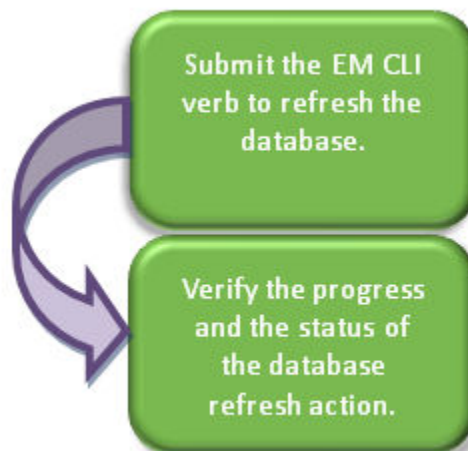 Submit the EM CLI
verb to refresh the
database.
Verify the progress
and the status of
the database
refresh action.